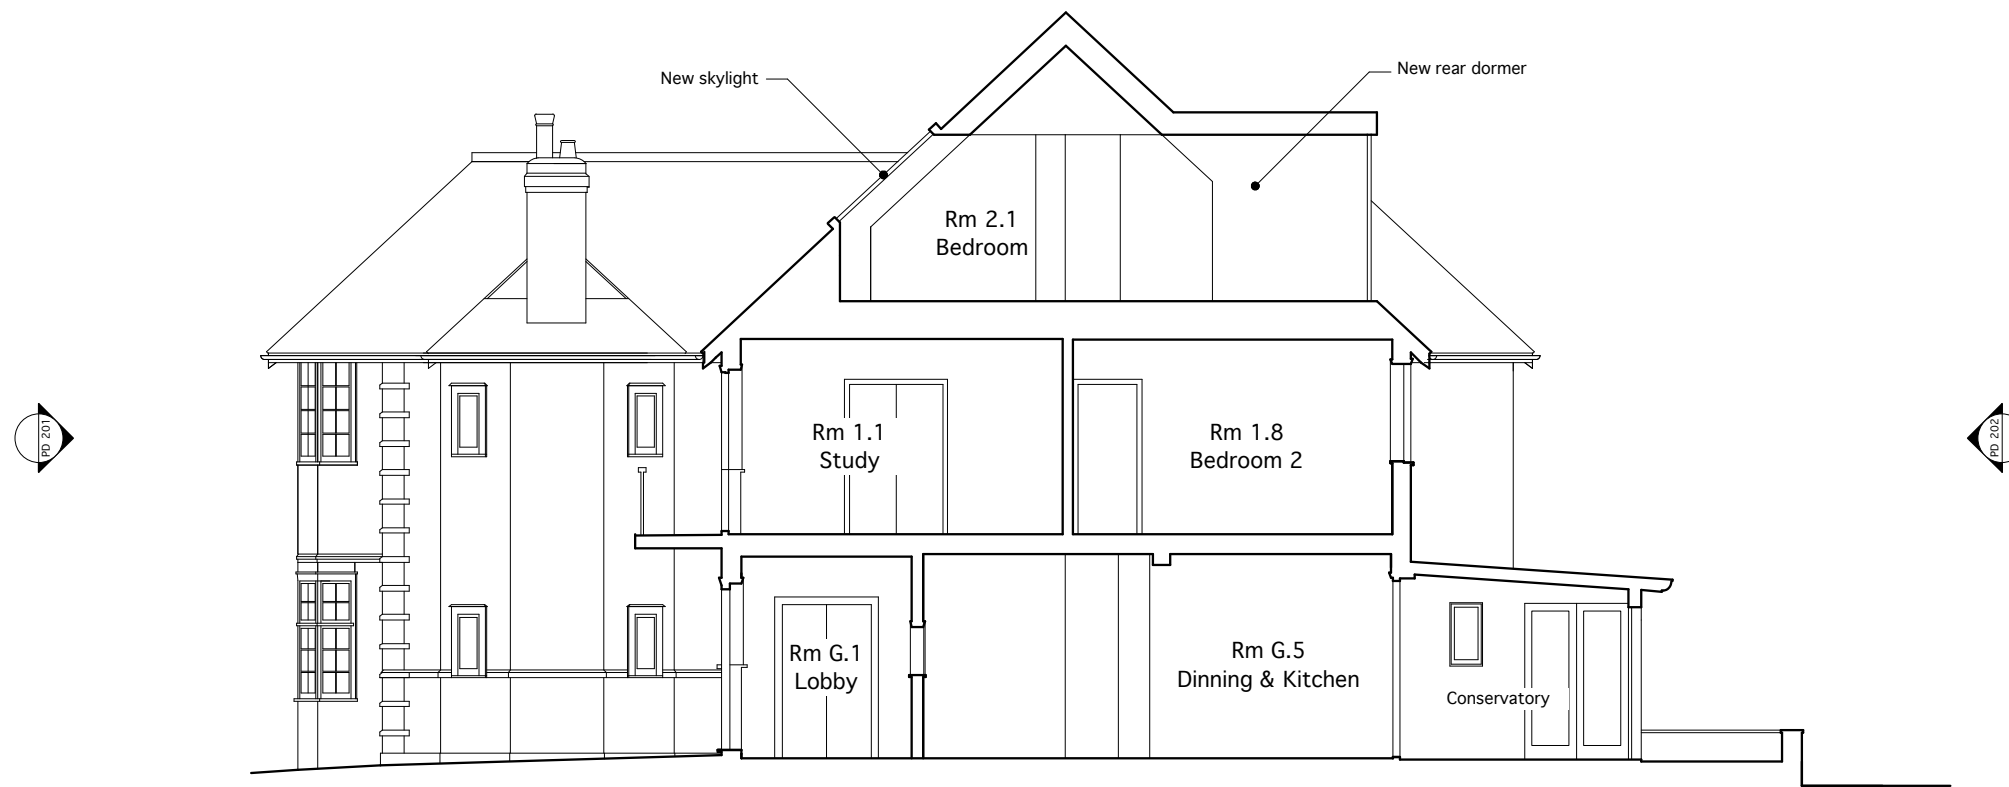 New skylight
New rear dormer
Rm 2.1
Bedroom
PD 201
Rm 1.1
Study
Rm 1.8
Bedroom 2
PD 202
Rm G.1
Lobby
Rm G.5
Dinning & Kitchen
Conservatory